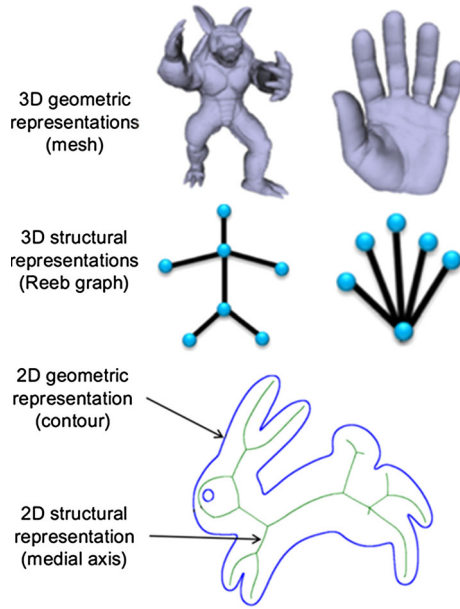 3D geometric
representations
(mesh)
3D structural
representations
(Reeb graph)
2D geometric
representation
(contour)
2D structural
representation
(medial axis)